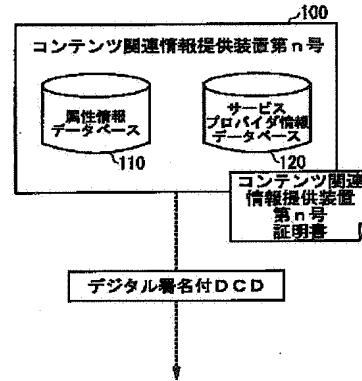 100
コンテンツ関連情報提供装置第n号
属性情報
データベース
110
サービス
プロバイダ情報
データベース
120
コンテンツ関連
情報提供装置
第n号
証明書
デジタル署名付DCD